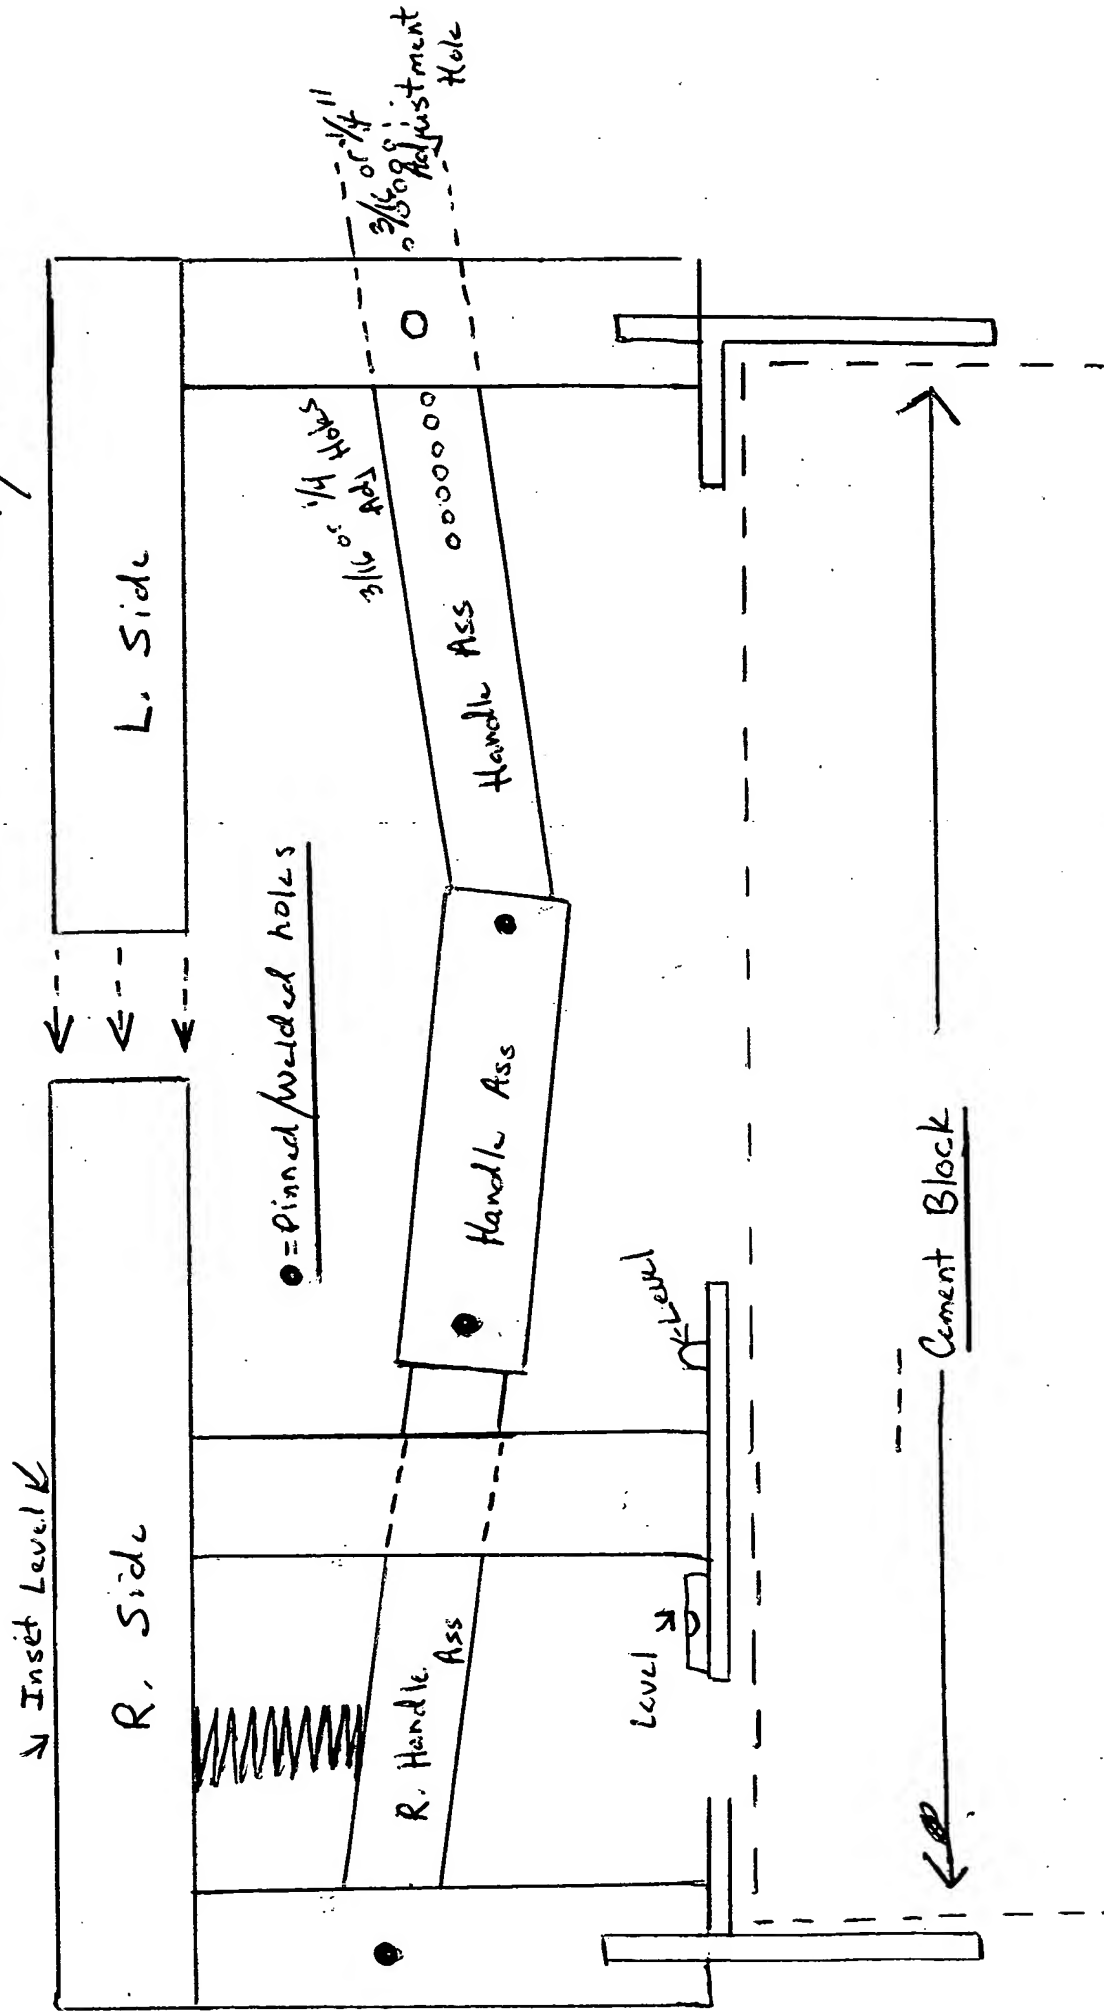 Inset Level
R. Side
L. Side
●=Pinned/Welded holes
3/16 or 1/4 Holes
Adj
3/16 or 1/4"
Adjustment
Hole
R. Handle
Ass
Handle Ass
Handle Ass
Level
Level
Cement Block